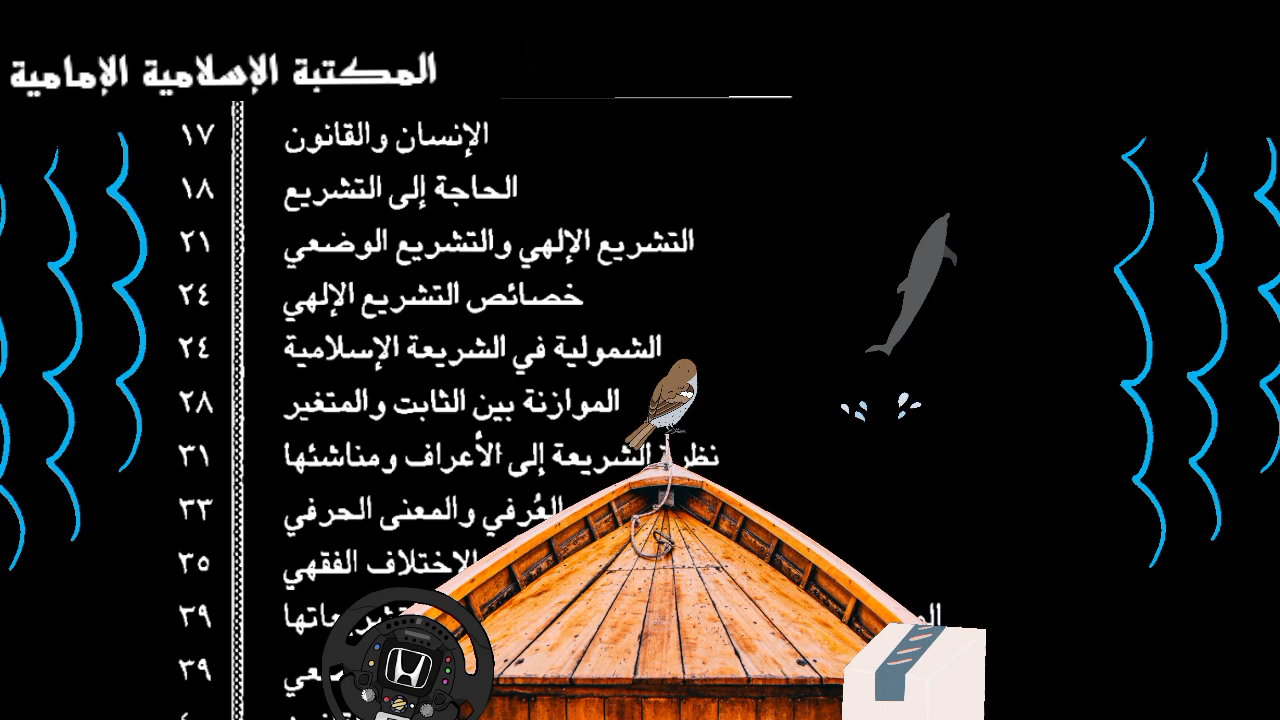 المكتبة الإسلامية الإمامية
الإنسان والقانون ١٧
الحاجة إلى التشريع ١٨
التشريع الإلهي والتشريع الوضعي ٢١
خصائص التشريع الإلهي ٢٤
الشمولية في الشريعة الإسلامية ٢٤
الموازنة بين الثابت والمتغير ٢٨
الشريعة إلى الأعراف ومناشئها ٣١
العُرفي والمعنى الحرفي ٣٣
الاختلاف الفقهي ٣٥
٣٩
٣٩